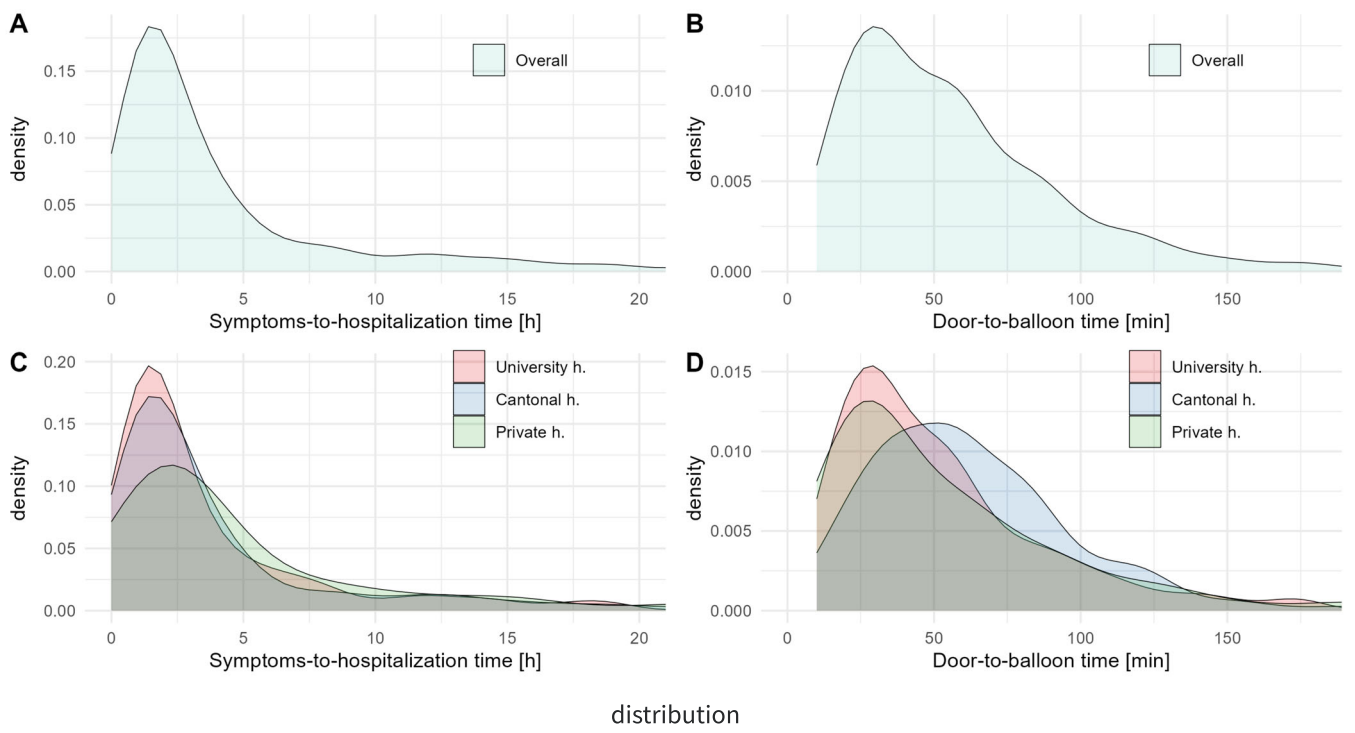 A
B
Overall
Overall
density
density
0.15
0.10
0.05
0.00
0.010
0.005
0.000
0 5 10 15 20
0 50 100 150
Symptoms-to-hospitalization time [h]
Door-to-balloon time [min]
C
D
University h.
Cantonal h.
Private h.
University h.
Cantonal h.
Private h.
density
density
0.20
0.15
0.10
0.05
0.00
0.015
0.010
0.005
0.000
0 5 10 15 20
0 50 100 150
Symptoms-to-hospitalization time [h]
Door-to-balloon time [min]
distribution